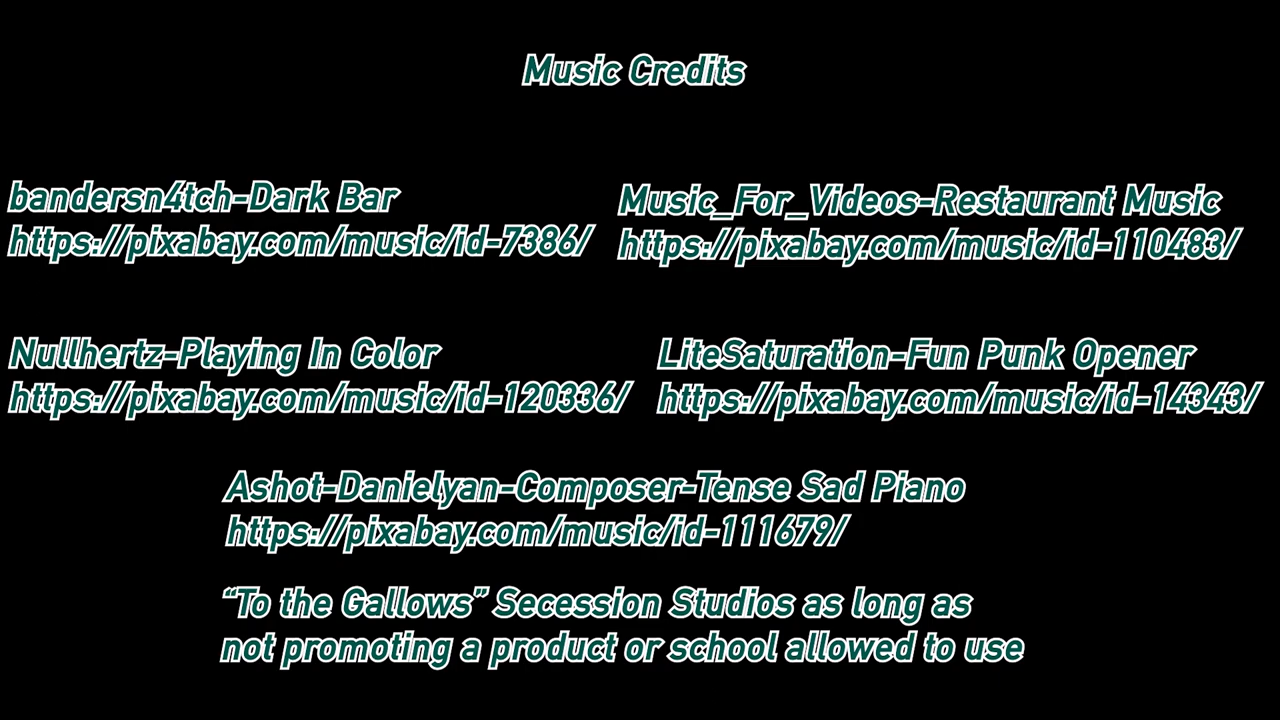 Music Credits
bandersn4tch-Dark Bar
https://pixabay.com/music/id-7386/
Music_For_Videos-Restaurant Music
https://pixabay.com/music/id-110483/
Nullhertz-Playing In Color
https://pixabay.com/music/id-120336/
LiteSaturation-Fun Punk Opener
https://pixabay.com/music/id-14343/
Ashot-Danielyan-Composer-Tense Sad Piano
https://pixabay.com/music/id-111679/
“To the Gallows” Secession Studios as long as
not promoting a product or school allowed to use